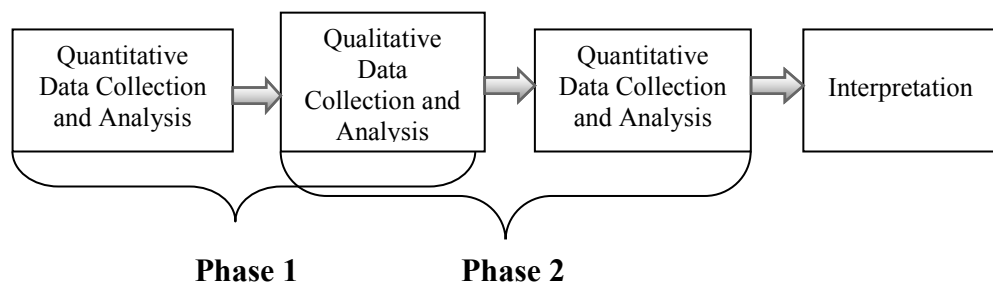 Quantitative
Data Collection
and Analysis
Qualitative
Data
Collection and
Analysis
Quantitative
Data Collection
and Analysis
Interpretation
Phase 1
Phase 2